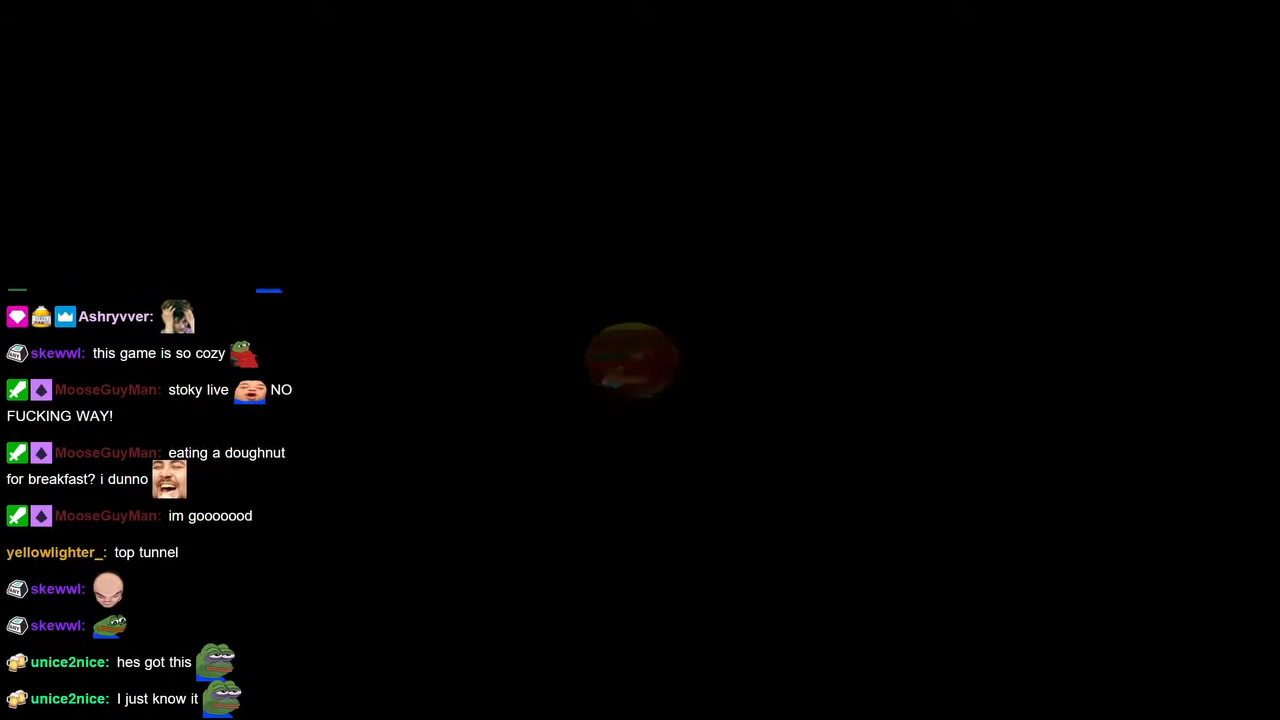 Ashryvver:
skewwl: this game is so cozy
MooseGuyMan: stoky live NO
FUCKING WAY!
MooseGuyMan: eating a doughnut
for breakfast? i dunno
MooseGuyMan: im gooooood
yellowlighter_: top tunnel
skewwl:
skewwl:
unice2nice: hes got this
unice2nice: I just know it